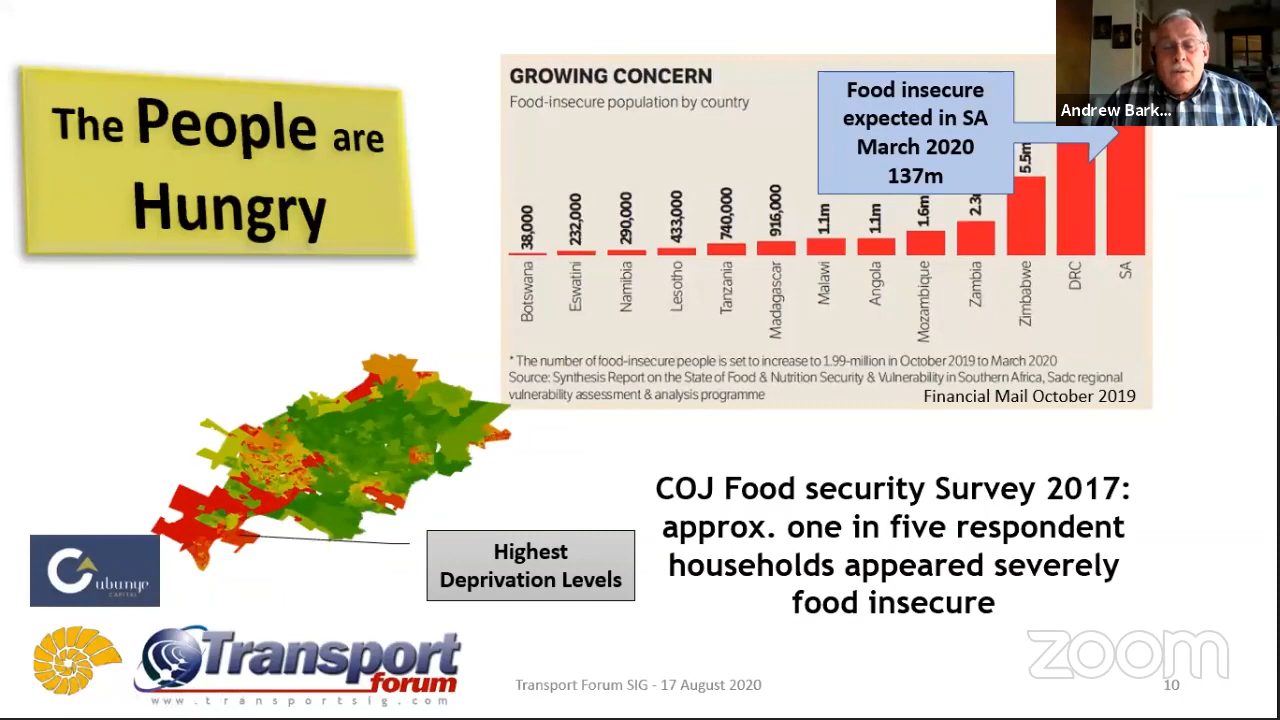 The People are
Hungry
GROWING CONCERN
Food-insecure population by country
Food insecure
expected in SA
March 2020
137m
Andrew Bark...
38,000
232,000
290,000
433,000
740,000
916,000
1.1m
1.1m
1.6m
5.5m
Botswana
Eswatini
Namibia
Lesotho
Tanzania
Madagascar
Malawi
Angola
Mozambique
Zambia
Zimbabwe
DRC
SA
* The number of food-insecure people is set to increase to 1.99-million in October 2019 to March 2020
Source: Synthesis Report on the State of Food & Nutrition Security & Vulnerability in Southern Africa, Sadc regional
vulnerability assessment & analysis programme
Financial Mail October 2019
Highest
Deprivation Levels
COJ Food security Survey 2017:
approx. one in five respondent
households appeared severely
food insecure
ubunye
CAPITAL
Transport
forum
www.transportsig.com
Transport Forum SIG - 17 August 2020
10
zoom